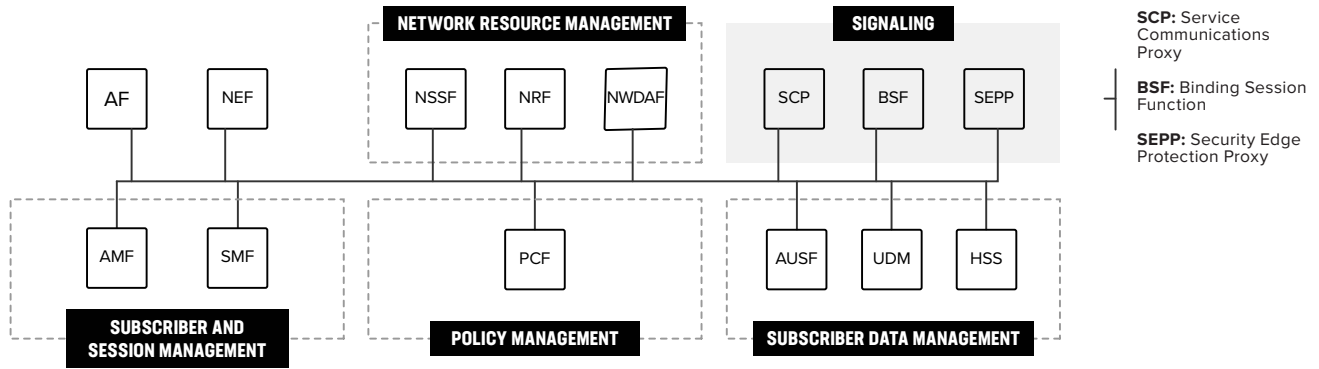 NETWORK RESOURCE MANAGEMENT
SIGNALING
AF
NEF
NSSF
NRF
NWDAF
SCP
BSF
SEPP
SCP: Service
Communications
Proxy
BSF: Binding Session
Function
SEPP: Security Edge
Protection Proxy
AMF
SMF
PCF
AUSF
UDM
HSS
SUBSCRIBER AND
SESSION MANAGEMENT
POLICY MANAGEMENT
SUBSCRIBER DATA MANAGEMENT